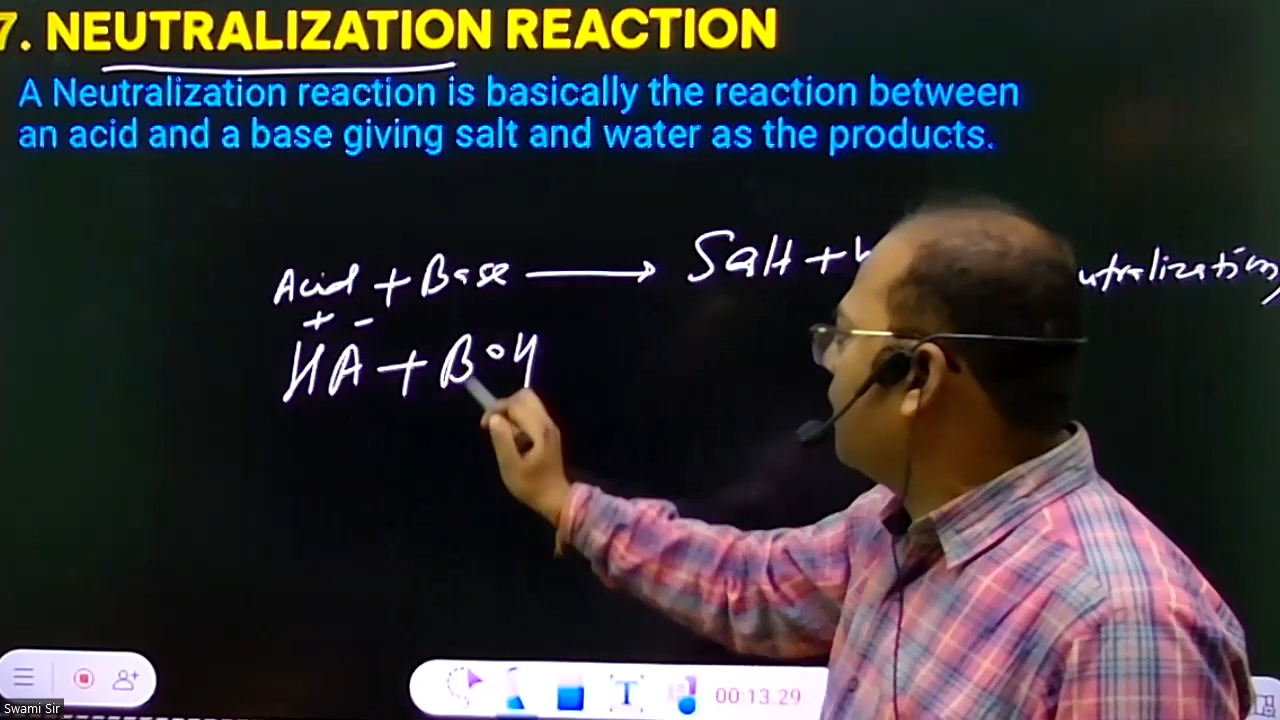 7. NEUTRALIZATION REACTION
A Neutralization reaction is basically the reaction between
an acid and a base giving salt and water as the products.
Acid + Base ⟶ Salt +
+ -
HA + BOH
00:13.29
Swami Sir